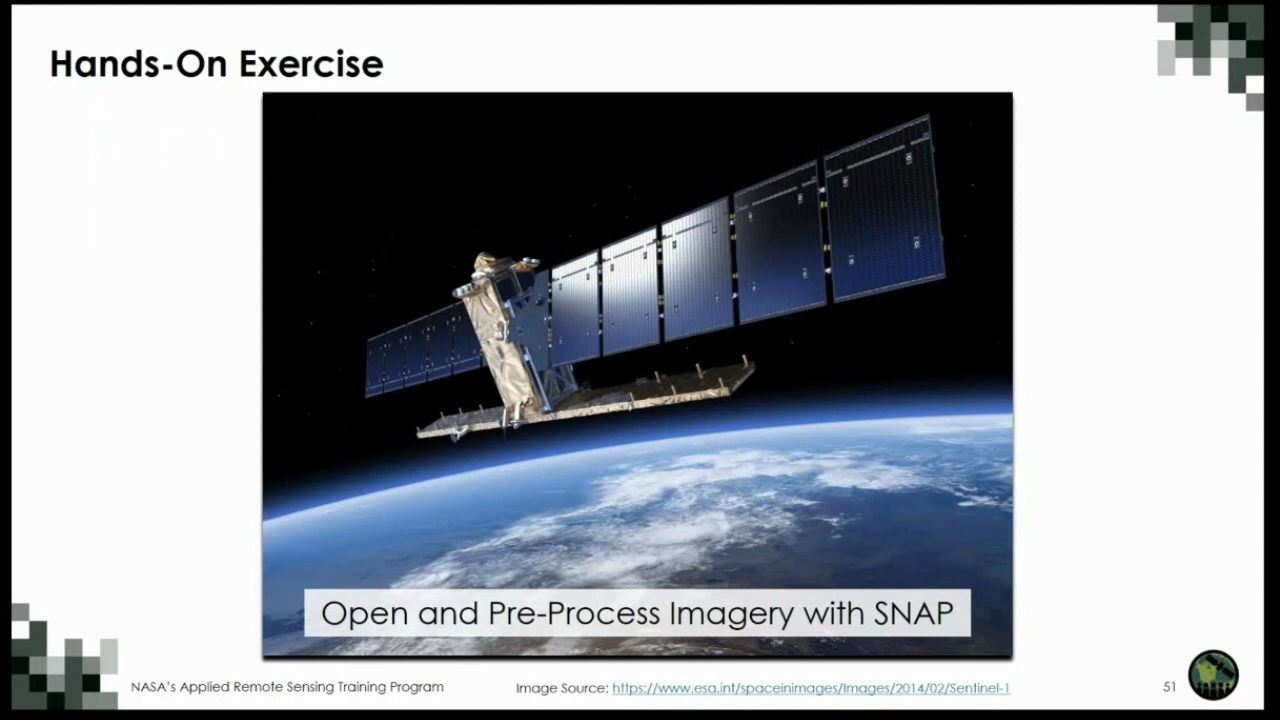 Hands-On Exercise
Open and Pre-Process Imagery with SNAP
NASA's Applied Remote Sensing Training Program
Image Source: https://www.esa.int/spaceinimages/Images/2014/02/Sentinel-1
51